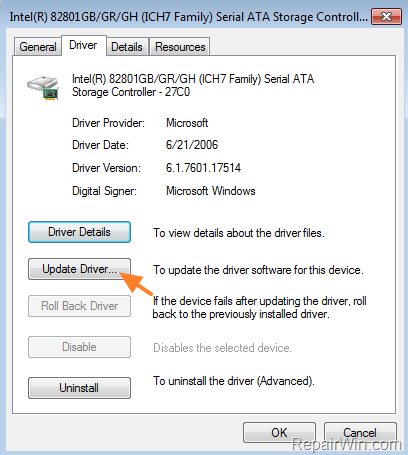 Intel(R) 82801GB/GR/GH (ICH7 Family) Serial ATA Storage Controll...
General Driver Details Resources
Intel(R) 82801GB/GR/GH (ICH7 Family) Serial ATA
Storage Controller - 27C0
Driver Provider: Microsoft
Driver Date: 6/21/2006
Driver Version: 6.1.7601.17514
Digital Signer: Microsoft Windows
Driver Details To view details about the driver files.
Update Driver... To update the driver software for this device.
Roll Back Driver If the device fails after updating the driver, roll
back to the previously installed driver.
Disable Disables the selected device.
Uninstall To uninstall the driver (Advanced).
OK Cancel
RepairWin.com